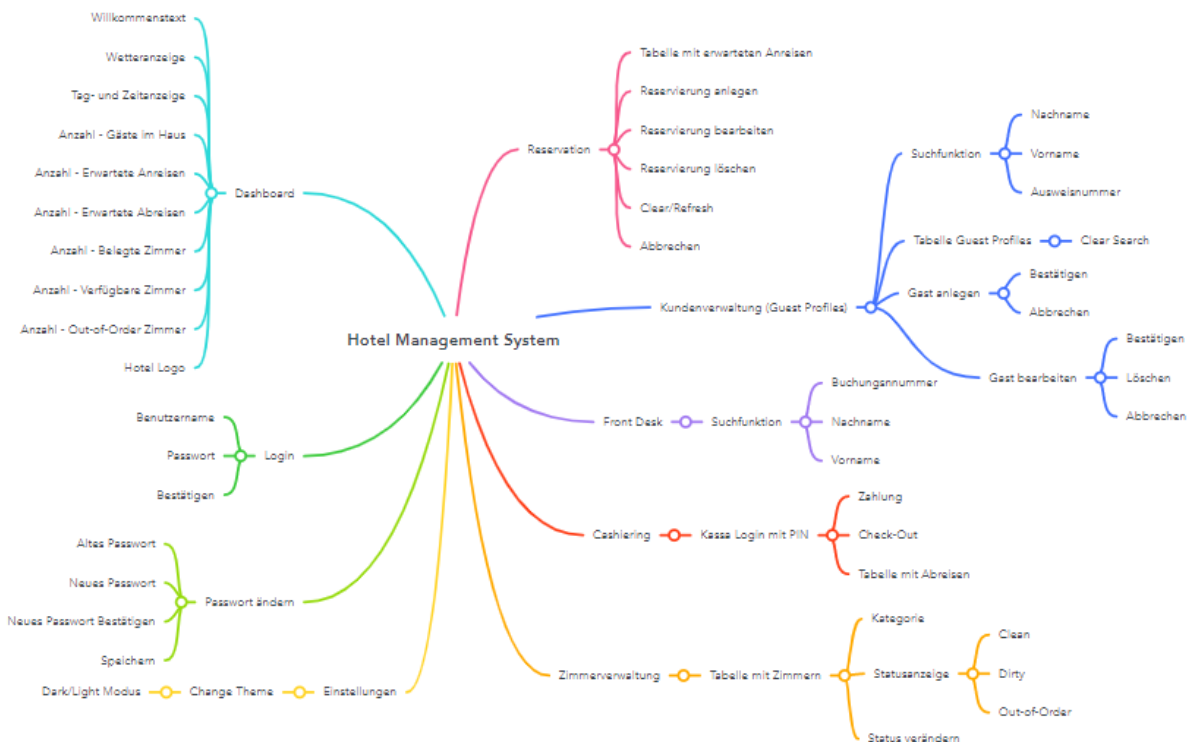 Willkommenstext
Wetteranzeige
Tag- und Zeitanzeige
Anzahl - Gäste im Haus
Anzahl - Erwartete Anreisen
Anzahl - Erwartete Abreisen
Anzahl - Belegte Zimmer
Anzahl - Verfügbare Zimmer
Anzahl - Out-of-Order Zimmer
Hotel Logo
Dashboard
Benutzername
Passwort
Bestätigen
Login
Altes Passwort
Neues Passwort
Neues Passwort Bestätigen
Speichern
Passwort ändern
Dark/Light Modus
Change Theme
Einstellungen
Hotel Management System
Reservation
Tabelle mit erwarteten Anreisen
Reservierung anlegen
Reservierung bearbeiten
Reservierung löschen
Clear/Refresh
Abbrechen
Kundenverwaltung (Guest Profiles)
Suchfunktion
Nachname
Vorname
Ausweisnummer
Tabelle Guest Profiles
Clear Search
Gast anlegen
Bestätigen
Abbrechen
Gast bearbeiten
Bestätigen
Löschen
Abbrechen
Front Desk
Suchfunktion
Buchungsnnummer
Nachname
Vorname
Cashiering
Kassa Login mit PIN
Zahlung
Check-Out
Tabelle mit Abreisen
Zimmerverwaltung
Tabelle mit Zimmern
Kategorie
Statusanzeige
Clean
Dirty
Out-of-Order
Status verändern